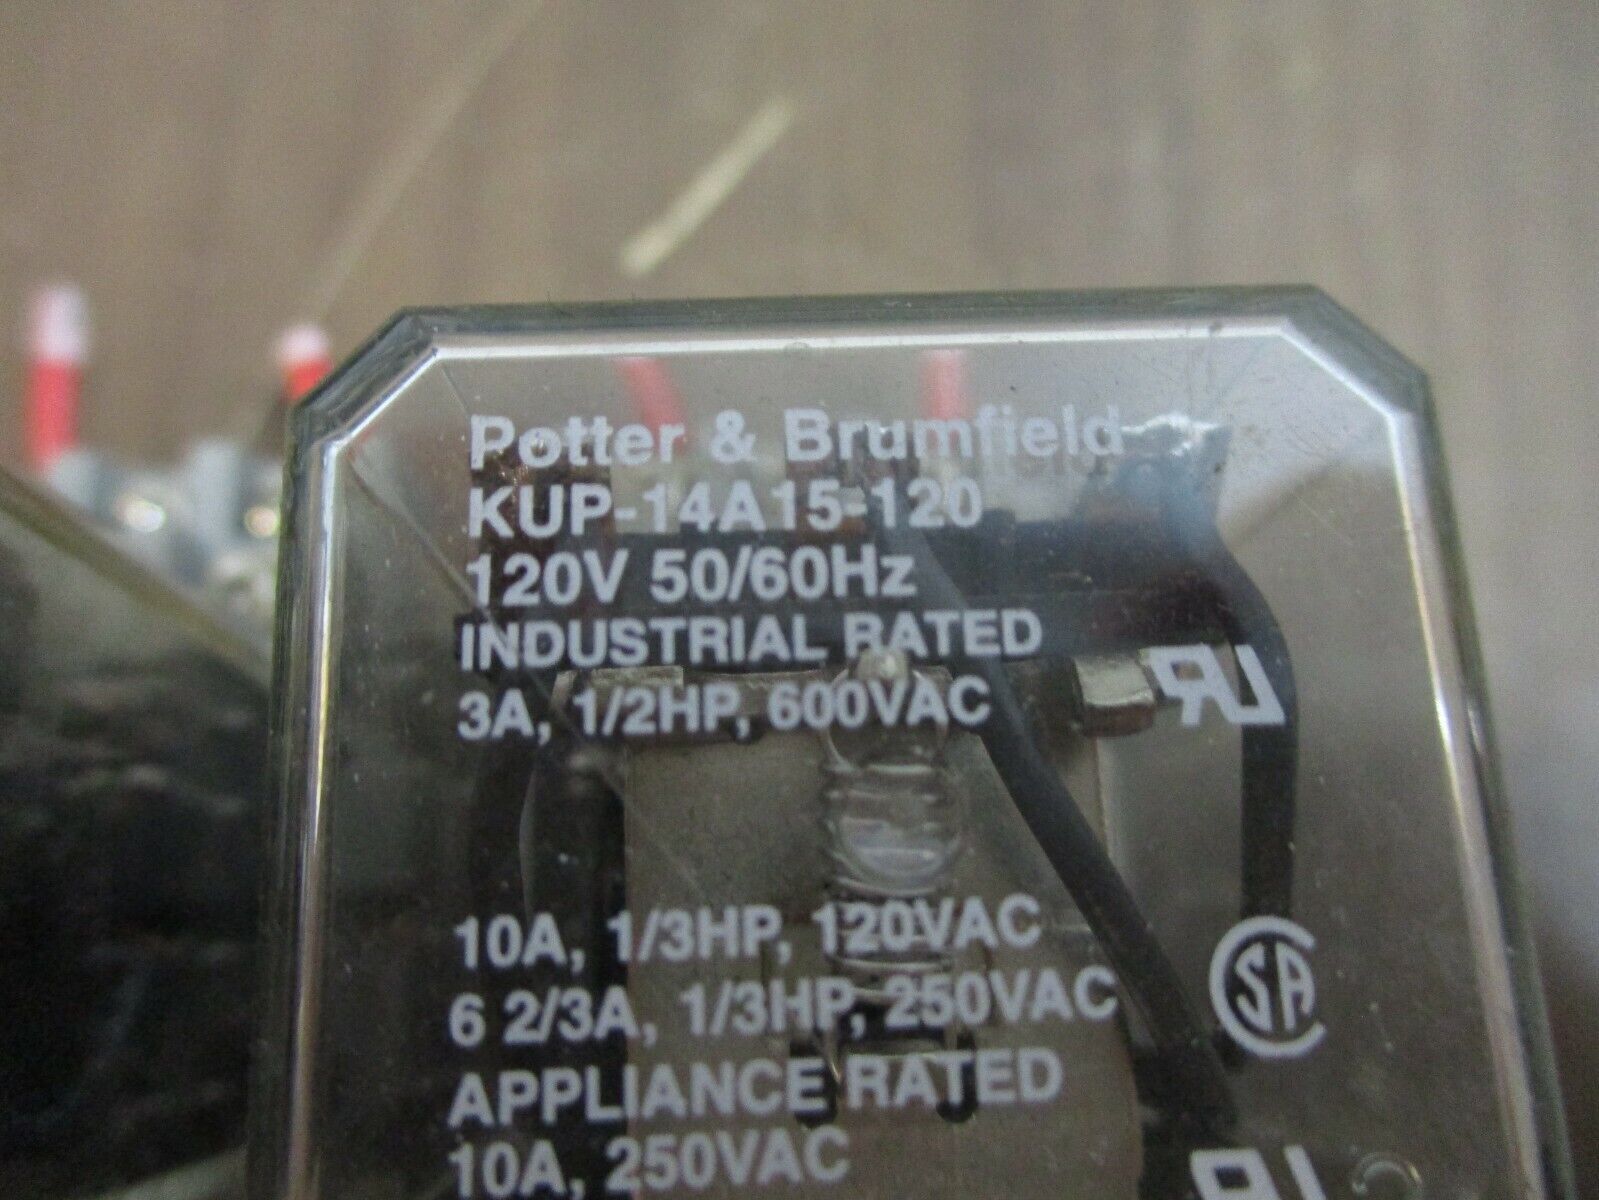 Potter & Brumfield
KUP-14A15-120
120V 50/60Hz
INDUSTRIAL RATED
3A, 1/2HP, 600VAC
10A, 1/3HP, 120VAC
6 2/3A, 1/3HP, 250VAC
APPLIANCE RATED
10A, 250VAC